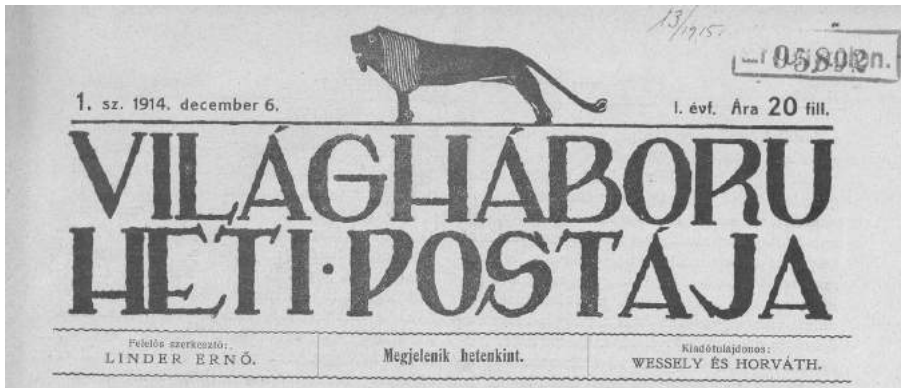 13/1915
95802
1. sz. 1914. december 6.
I. évf. Ára 20 fill.
VILÁGHÁBORU
HETI·POSTÁJA
Felelős szerkesztő:
LINDER ERNŐ.
Megjelenik hetenkint.
Kiadótulajdonos:
WESSELY ÉS HORVÁTH.